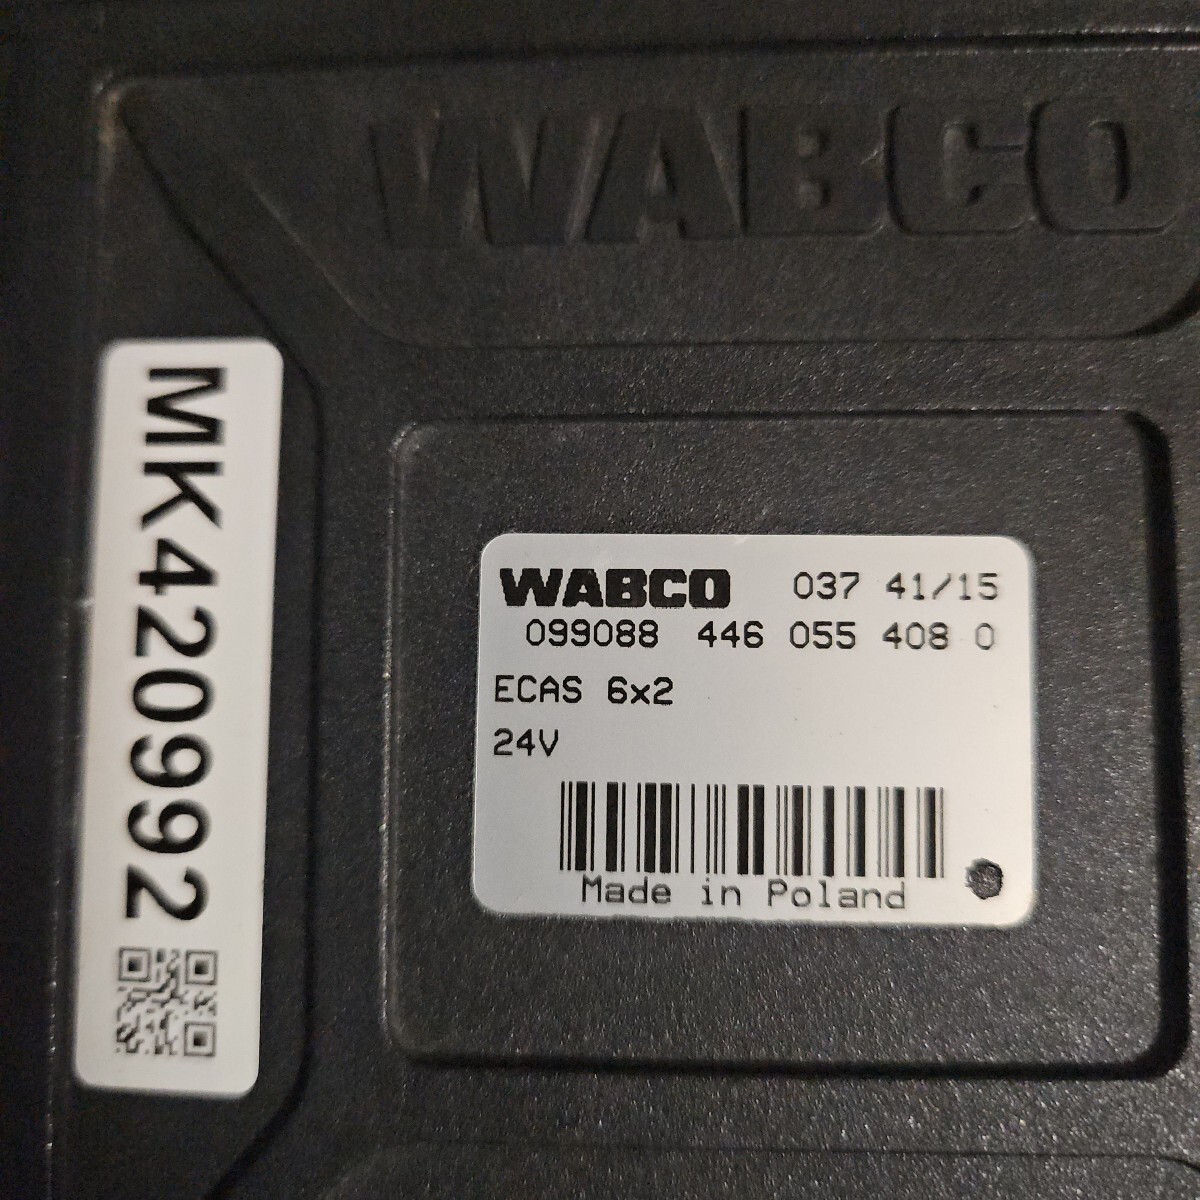 WABCO
MK420992
WABCO 037 41/15
099088 446 055 408 0
ECAS 6x2
24V
Made in Poland